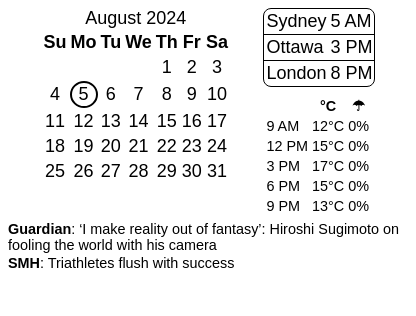 August 2024
Su Mo Tu We Th Fr Sa
1 2 3
4 5 6 7 8 9 10
11 12 13 14 15 16 17
18 19 20 21 22 23 24
25 26 27 28 29 30 31
Sydney 5 AM
Ottawa 3 PM
London 8 PM
°C ☂
9 AM 12°C 0%
12 PM 15°C 0%
3 PM 17°C 0%
6 PM 15°C 0%
9 PM 13°C 0%
Guardian: ‘I make reality out of fantasy’: Hiroshi Sugimoto on
fooling the world with his camera
SMH: Triathletes flush with success